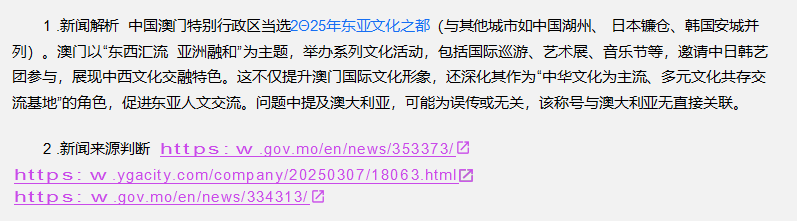 1 .新闻解析 中国澳门特别行政区当选2025年东亚文化之都（与其他城市如中国湖州、 日本镰仓、韩国安城并
列）。澳门以“东西汇流 亚洲融和”为主题，举办系列文化活动，包括国际巡游、艺术展、音乐节等，邀请中日韩艺
团参与，展现中西文化交融特色。这不仅提升澳门国际文化形象，还深化其作为“中华文化为主流、多元文化共存交
流基地”的角色，促进东亚人文交流。问题中提及澳大利亚，可能为误传或无关，该称号与澳大利亚无直接关联。
2 .新闻来源判断 https: w .gov.mo/en/news/353373/
https: w .ygacity.com/company/20250307/18063.html
https: w .gov.mo/en/news/334313/